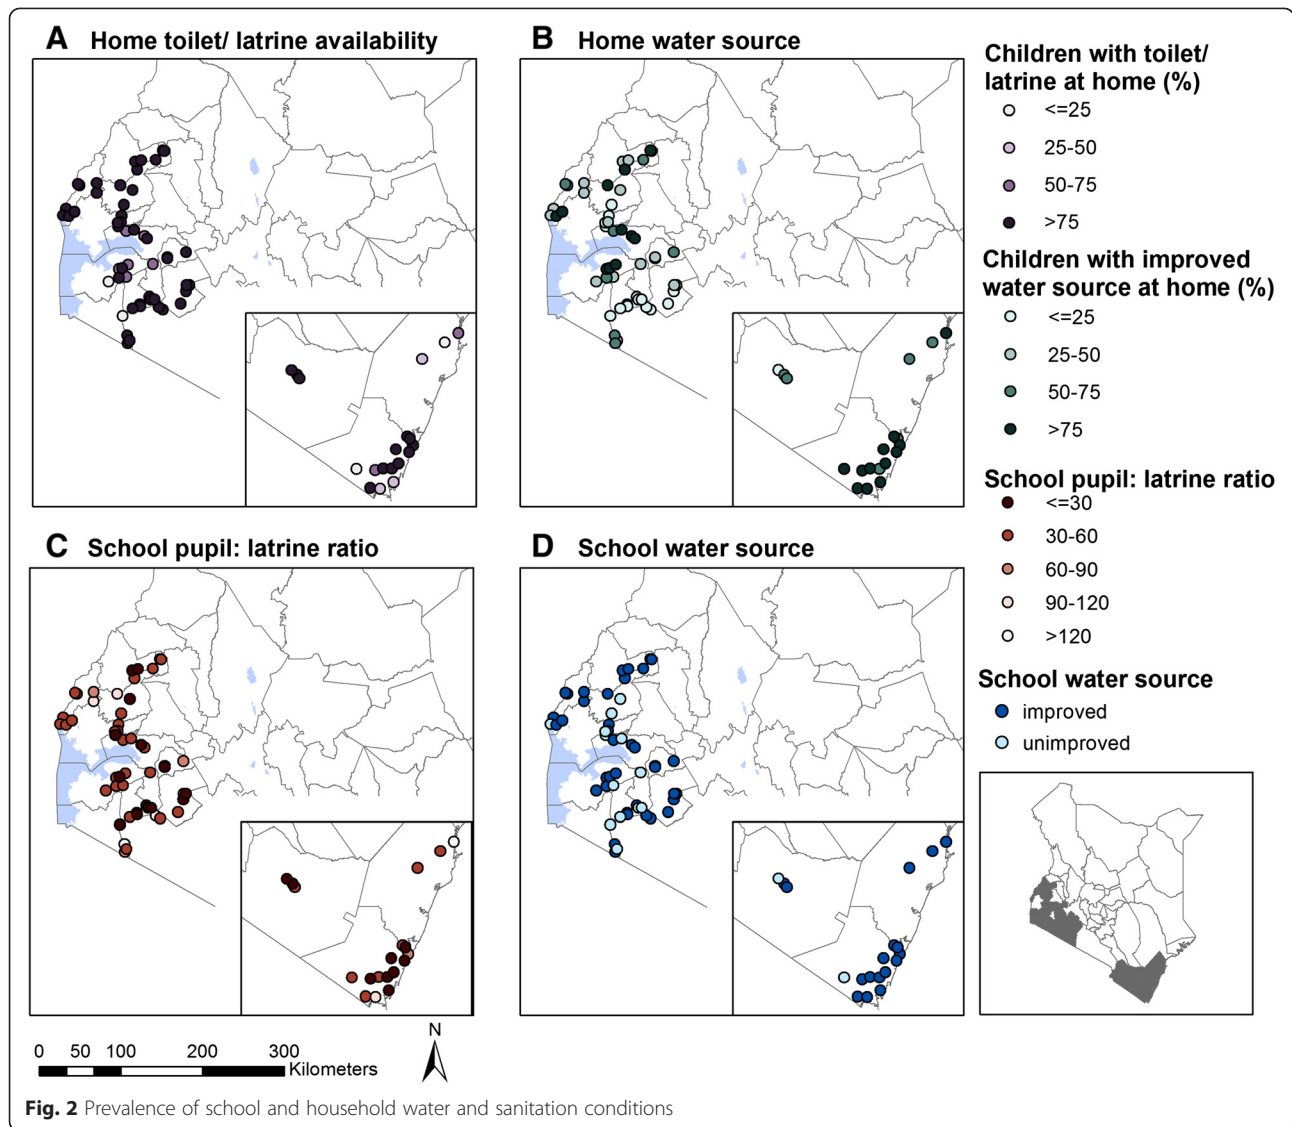 A Home toilet/ latrine availability
B Home water source
Children with toilet/
latrine at home (%)
<=25
25-50
50-75
>75
Children with improved
water source at home (%)
<=25
25-50
50-75
>75
C School pupil: latrine ratio
D School water source
School pupil: latrine ratio
<=30
30-60
60-90
90-120
>120
School water source
improved
unimproved
N
0 50 100 200 300
Kilometers
Fig. 2 Prevalence of school and household water and sanitation conditions